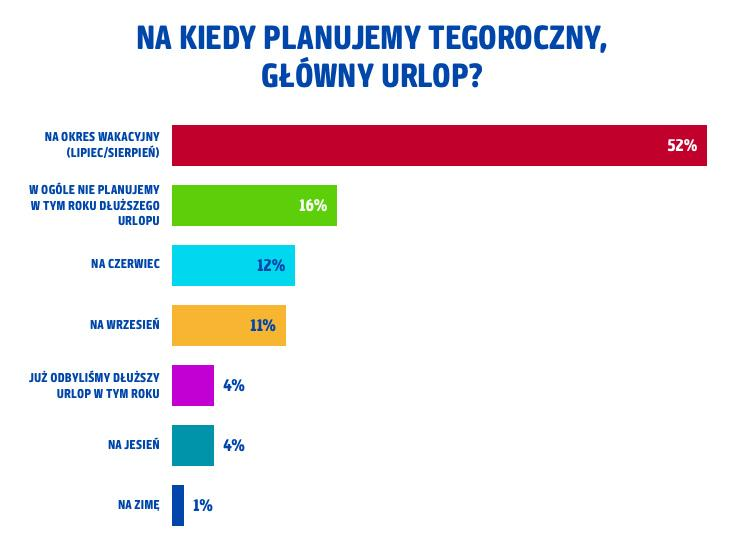 NA KIEDY PLANUJEMY TEGOROCZNY,
GŁÓWNY URLOP?
NA OKRES WAKACYJNY
(LIPIEC/SIERPIEŃ)
52%
W OGÓLE NIE PLANUJEMY
W TYM ROKU DŁUŻSZEGO
URLOPU
16%
NA CZERWIEC
12%
NA WRZESIEŃ
11%
JUŻ ODBYLIŚMY DŁUŻSZY
URLOP W TYM ROKU
4%
NA JESIEŃ
4%
NA ZIMĘ
1%